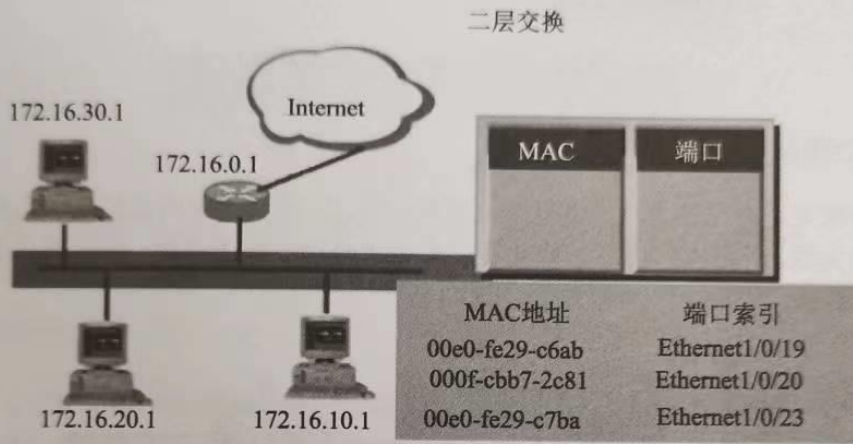 二层交换
Internet
172.16.30.1
172.16.0.1
MAC 端口
172.16.20.1
172.16.10.1
MAC地址 端口索引
00e0-fe29-c6ab Ethernet1/0/19
000f-cbb7-2c81 Ethernet1/0/20
00e0-fe29-c7ba Ethernet1/0/23